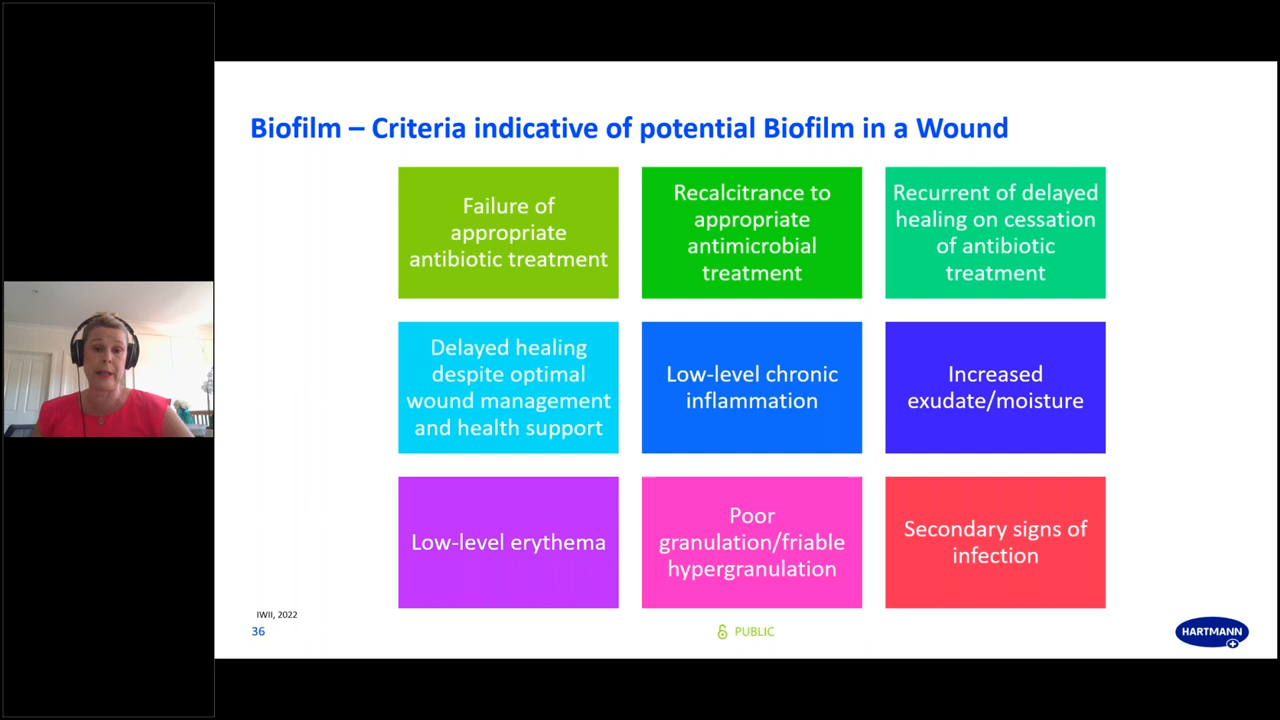 Biofilm – Criteria indicative of potential Biofilm in a Wound
Failure of
appropriate
antibiotic treatment
Recalcitrance to
appropriate
antimicrobial
treatment
Recurrent of delayed
healing on cessation
of antibiotic
treatment
Delayed healing
despite optimal
wound management
and health support
Low-level chronic
inflammation
Increased
exudate/moisture
Low-level erythema
Poor
granulation/friable
hypergranulation
Secondary signs of
infection
IWII, 2022
36
PUBLIC
HARTMANN